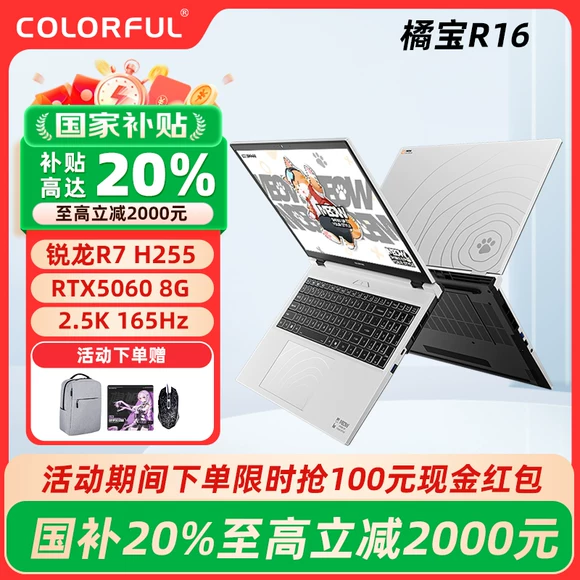 COLORFUL®
橘宝R16
国家补贴
补贴
高达
20%
至高立减2000元
锐龙R7 H255
RTX5060 8G
2.5K 165Hz
活动下单赠
MEOW
MEOW
活动期间下单限时抢100元现金红包
国补20%至高立减2000元